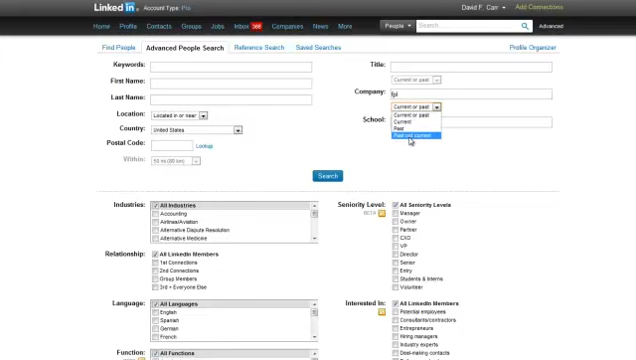 Linked in Account Type: Pro
David F. Carr Add Connections
Home Profile Contacts Groups Jobs Inbox Companies News More People Search Advanced
Find People Advanced People Search Reference Search Saved Searches Profile Organizer
Keywords:
First Name:
Last Name:
Location: Located in or near
Country: United States
Postal Code: Lookup
Within: 50 mi (80 km)
Title:
Current or past
Company:
Current or past
Current or past
Current
Past
Past not current
School:
Search
Industries: All Industries
Accounting
Airlines/Aviation
Alternative Dispute Resolution
Alternative Medicine
Relationship: All LinkedIn Members
1st Connections
2nd Connections
Group Members
3rd + Everyone Else
Language: All Languages
English
Spanish
German
French
Function: All Functions
Seniority Level: All Seniority Levels
BETA Manager
Owner
Partner
CXO
VP
Director
Senior
Entry
Students & Interns
Volunteer
Interested In: All LinkedIn Members
Potential employees
Consultants/contractors
Entrepreneurs
Hiring managers
Industry experts
Deal-making contacts